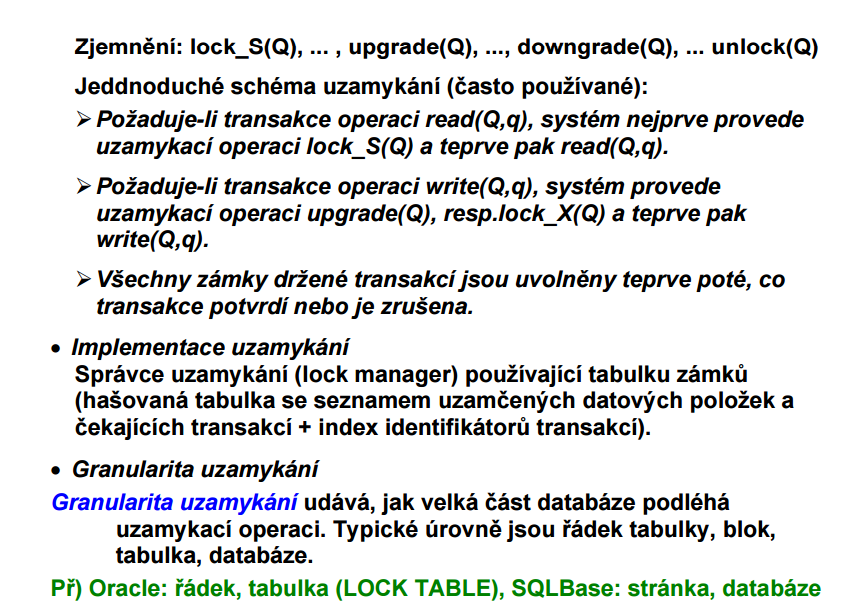 Zjemnění: lock_S(Q), ... , upgrade(Q), ..., downgrade(Q), ... unlock(Q)
Jeddnoduché schéma uzamykání (často používané):
➢ Požaduje-li transakce operaci read(Q,q), systém nejprve provede
uzamykací operaci lock_S(Q) a teprve pak read(Q,q).
➢ Požaduje-li transakce operaci write(Q,q), systém provede
uzamykací operaci upgrade(Q), resp.lock_X(Q) a teprve pak
write(Q,q).
➢ Všechny zámky držené transakcí jsou uvolněny teprve poté, co
transakce potvrdí nebo je zrušena.
• Implementace uzamykání
Správce uzamykání (lock manager) používající tabulku zámků
(hašovaná tabulka se seznamem uzamčených datových položek a
čekajících transakcí + index identifikátorů transakcí).
• Granularita uzamykání
Granularita uzamykání udává, jak velká část databáze podléhá
uzamykací operaci. Typické úrovně jsou řádek tabulky, blok,
tabulka, databáze.
Př) Oracle: řádek, tabulka (LOCK TABLE), SQLBase: stránka, databáze